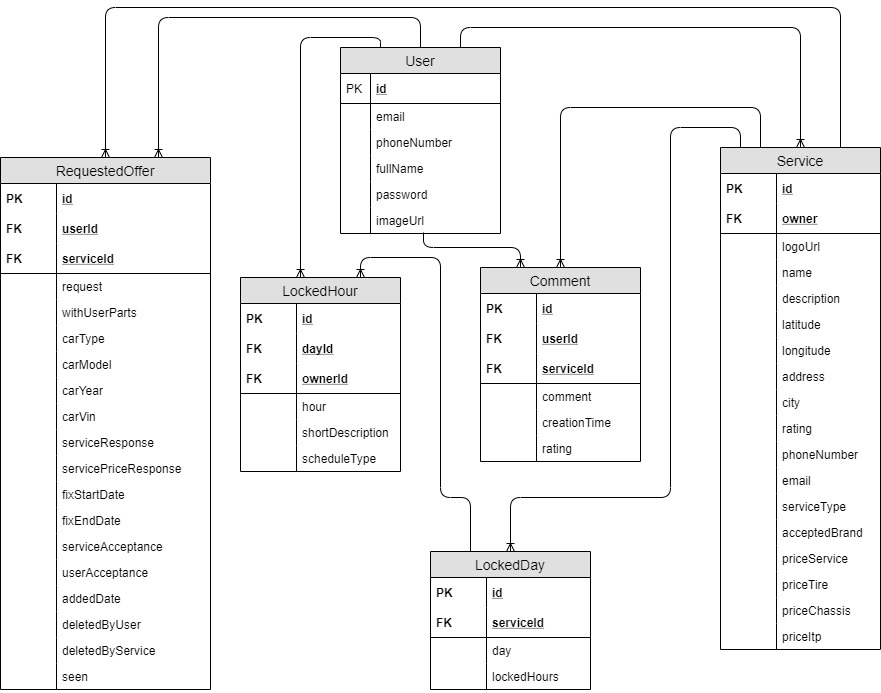 User
PK id
email
phoneNumber
fullName
password
imageUrl
RequestedOffer
PK id
FK userId
FK serviceId
request
withUserParts
carType
carModel
carYear
carVin
serviceResponse
servicePriceResponse
fixStartDate
fixEndDate
serviceAcceptance
userAcceptance
addedDate
deletedByUser
deletedByService
seen
LockedHour
PK id
FK dayId
FK ownerId
hour
shortDescription
scheduleType
Comment
PK id
FK userId
FK serviceId
comment
creationTime
rating
LockedDay
PK id
FK serviceId
day
lockedHours
Service
PK id
FK owner
logoUrl
name
description
latitude
longitude
address
city
rating
phoneNumber
email
serviceType
acceptedBrand
priceService
priceTire
priceChassis
priceItp